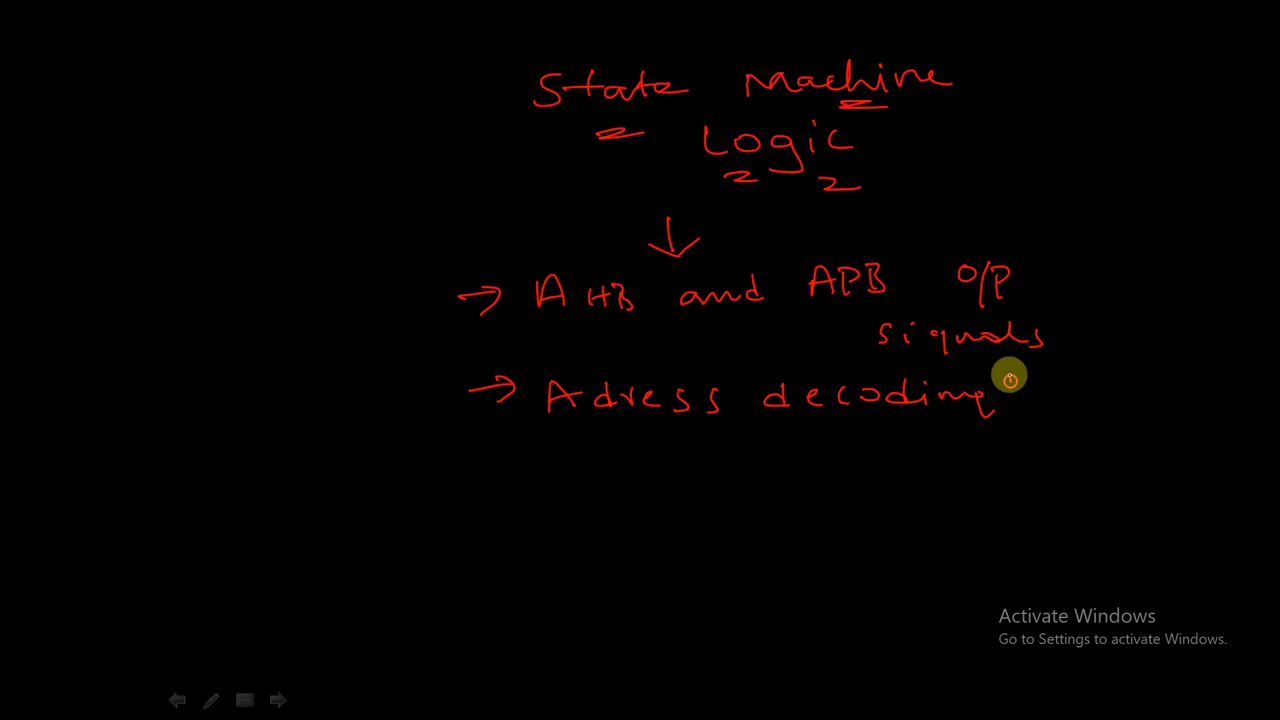 State Machine
Logic
↓
→ AHB and APB O/P
signals
→ Adress decoding
Activate Windows
Go to Settings to activate Windows.